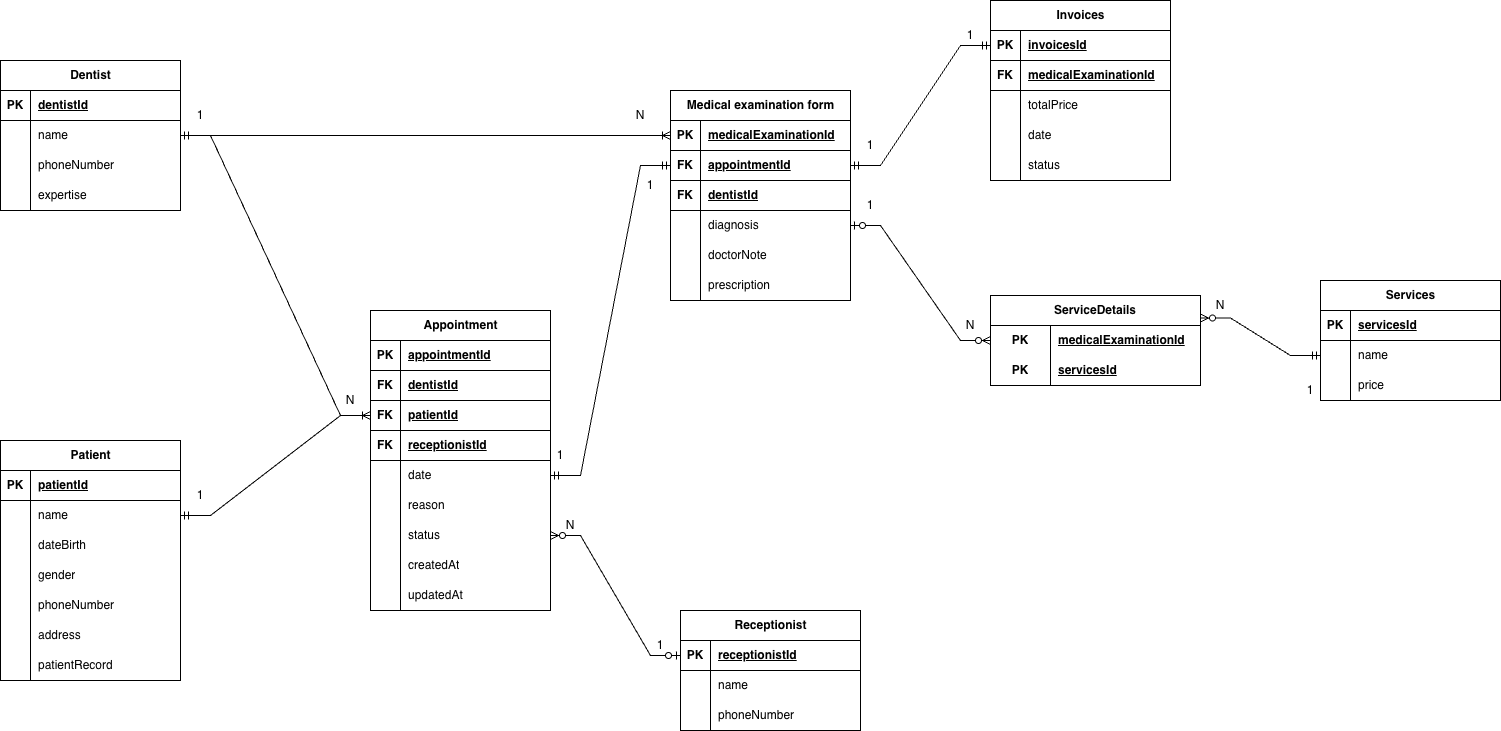 Invoices
PK invoicesId
FK medicalExaminationId
totalPrice
date
status
1
Dentist
PK dentistId
name
phoneNumber
expertise
1
N
Medical examination form
PK medicalExaminationId
FK appointmentId
FK dentistId
diagnosis
doctorNote
prescription
1
1
1
ServiceDetails
PK medicalExaminationId
PK servicesId
N
N
Services
PK servicesId
name
price
1
Appointment
PK appointmentId
FK dentistId
FK patientId
FK receptionistId
date
reason
status
createdAt
updatedAt
N
1
N
Patient
PK patientId
name
dateBirth
gender
phoneNumber
address
patientRecord
1
Receptionist
PK receptionistId
name
phoneNumber
1